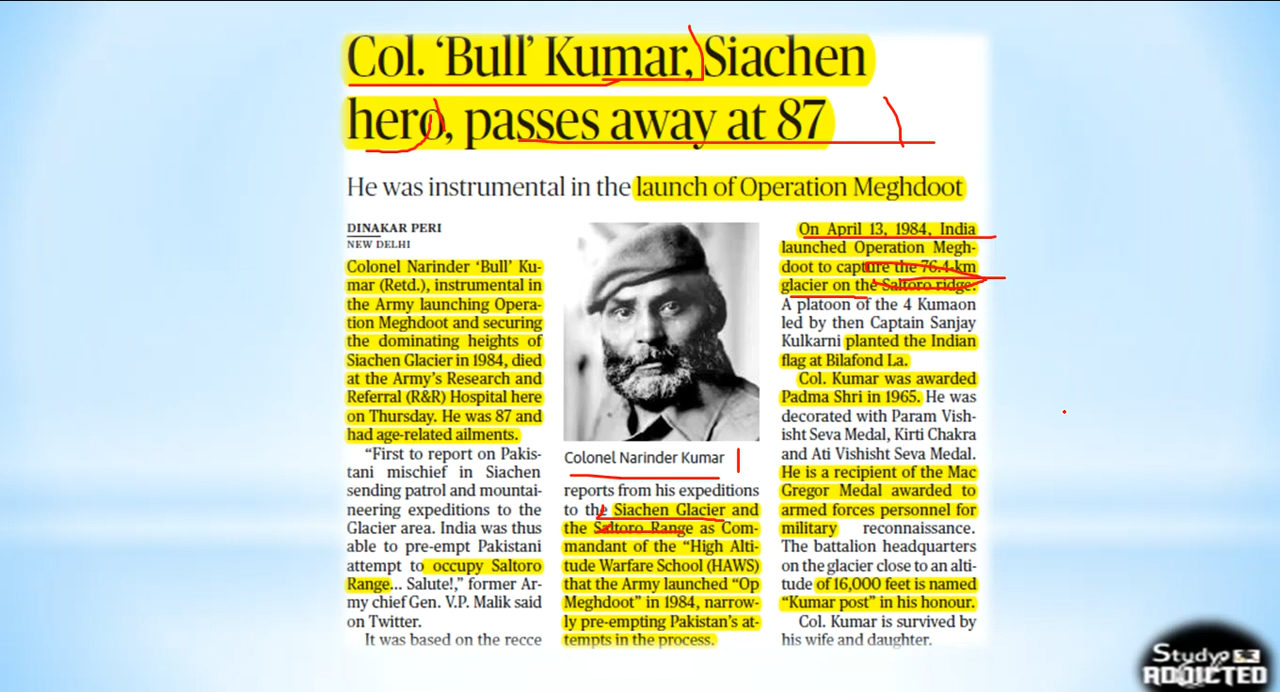 Col. ‘Bull’ Kumar, Siachen
hero, passes away at 87
He was instrumental in the launch of Operation Meghdoot
DINAKAR PERI
NEW DELHI
Colonel Narinder ‘Bull’ Ku-
mar (Retd.), instrumental in
the Army launching Opera-
tion Meghdoot and securing
the dominating heights of
Siachen Glacier in 1984, died
at the Army’s Research and
Referral (R&R) Hospital here
on Thursday. He was 87 and
had age-related ailments.
“First to report on Pakis-
tani mischief in Siachen
sending patrol and mountai-
neering expeditions to the
Glacier area. India was thus
able to pre-empt Pakistani
attempt to occupy Saltoro
Range... Salute!,” former Ar-
my chief Gen. V.P. Malik said
on Twitter.
It was based on the recce
Colonel Narinder Kumar
reports from his expeditions
to the Siachen Glacier and
the Saltoro Range as Com-
mandant of the “High Alti-
tude Warfare School (HAWS)
that the Army launched “Op
Meghdoot” in 1984, narrow-
ly pre-empting Pakistan’s at-
tempts in the process.
On April 13, 1984, India
launched Operation Megh-
doot to capture the 76.4-km
glacier on the Saltoro ridge.
A platoon of the 4 Kumaon
led by then Captain Sanjay
Kulkarni planted the Indian
flag at Bilafond La.
Col. Kumar was awarded
Padma Shri in 1965. He was
decorated with Param Vish-
isht Seva Medal, Kirti Chakra
and Ati Vishisht Seva Medal.
He is a recipient of the Mac
Gregor Medal awarded to
armed forces personnel for
military reconnaissance.
The battalion headquarters
on the glacier close to an alti-
tude of 16,000 feet is named
“Kumar post” in his honour.
Col. Kumar is survived by
his wife and daughter.
Study
ADDICTED